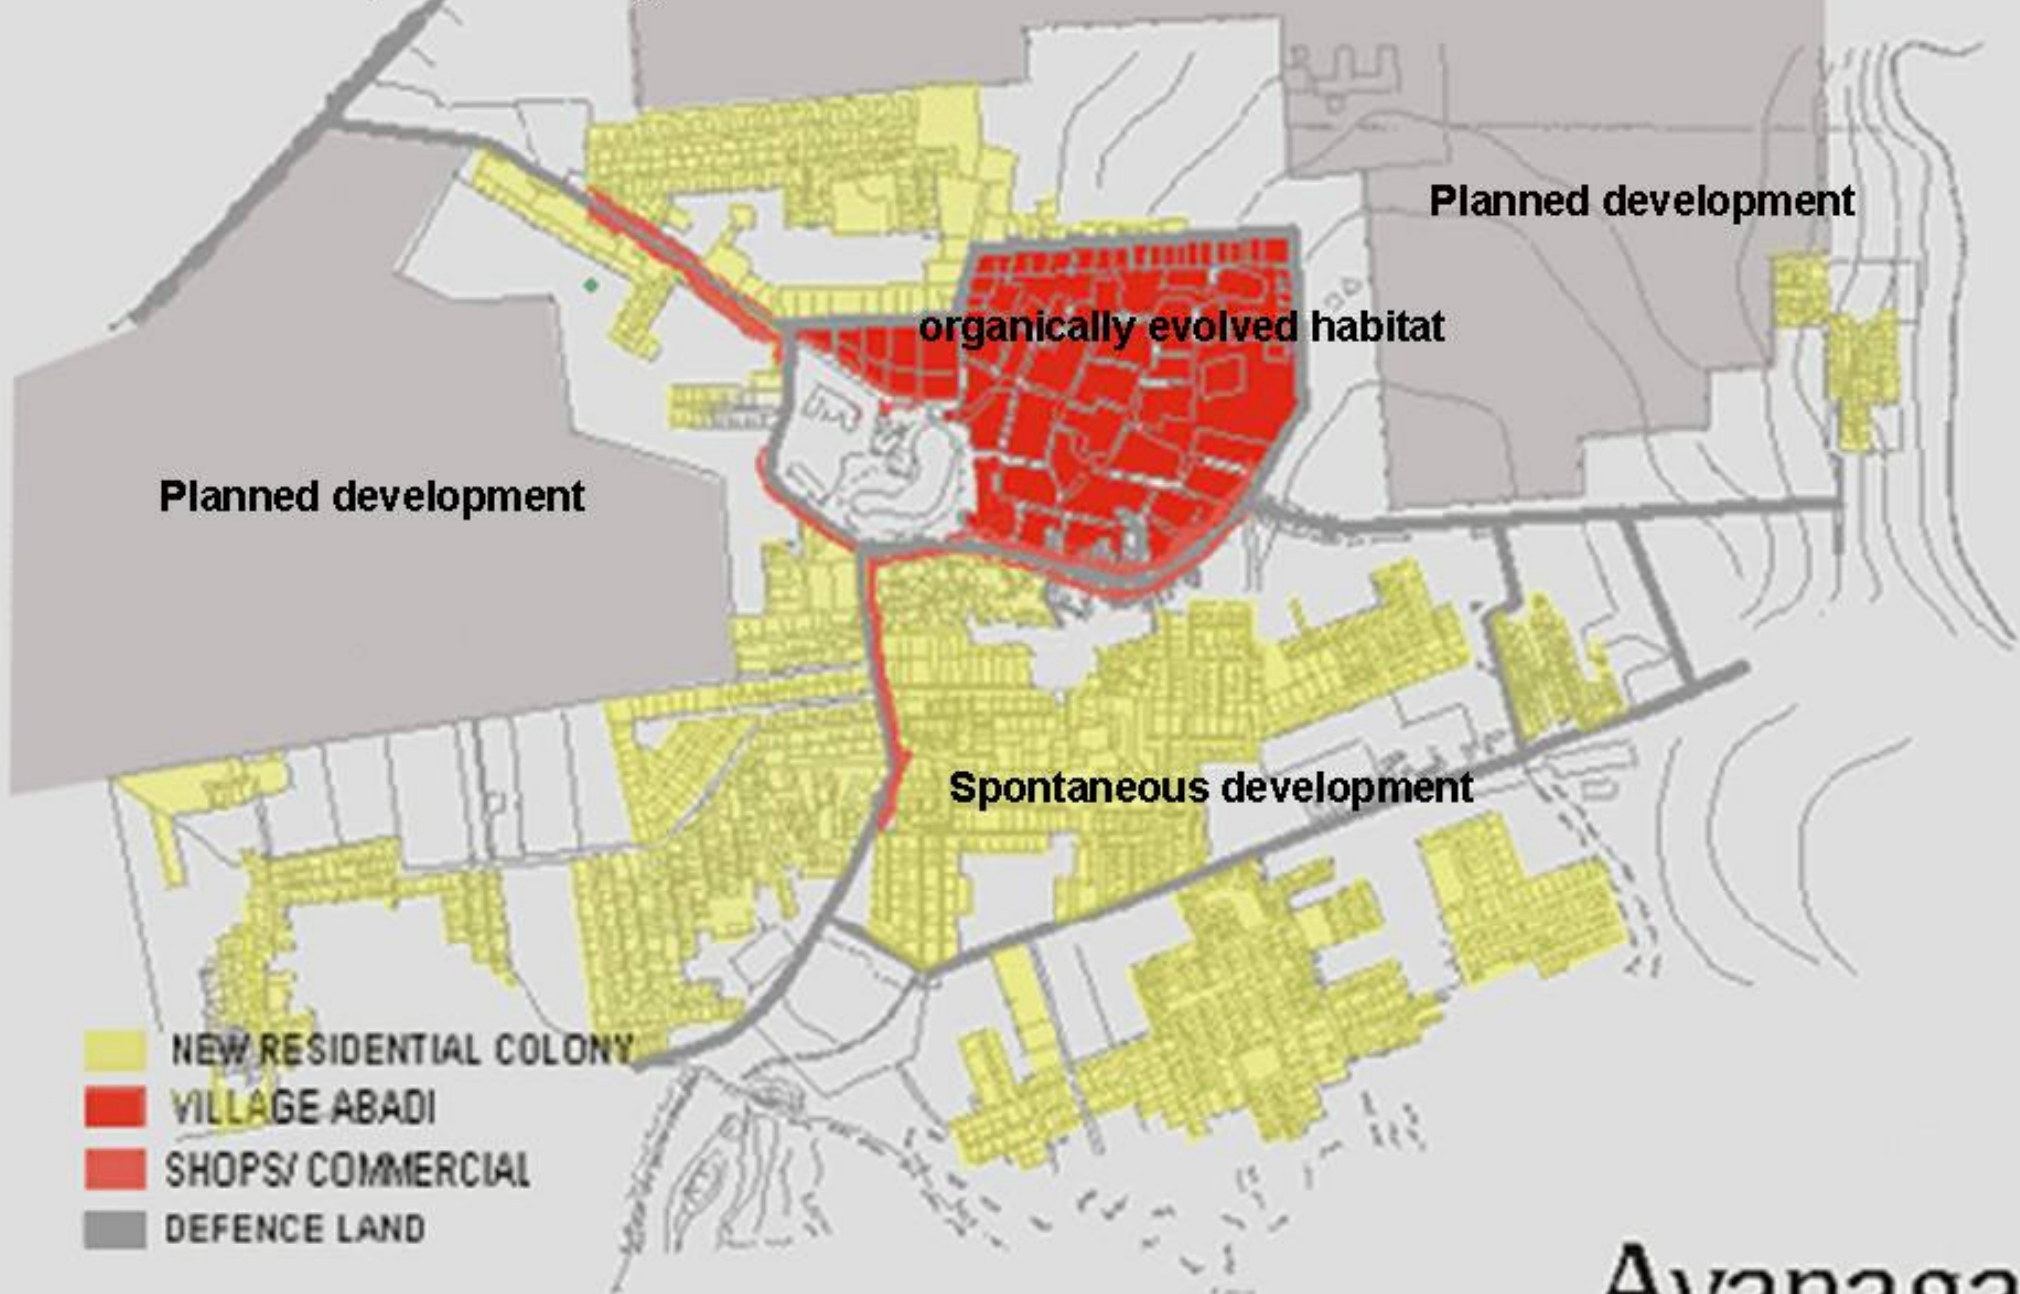 Planned development
organically evolved habitat
Planned development
Spontaneous development
NEW RESIDENTIAL COLONY
VILLAGE ABADI
SHOPS/ COMMERCIAL
DEFENCE LAND